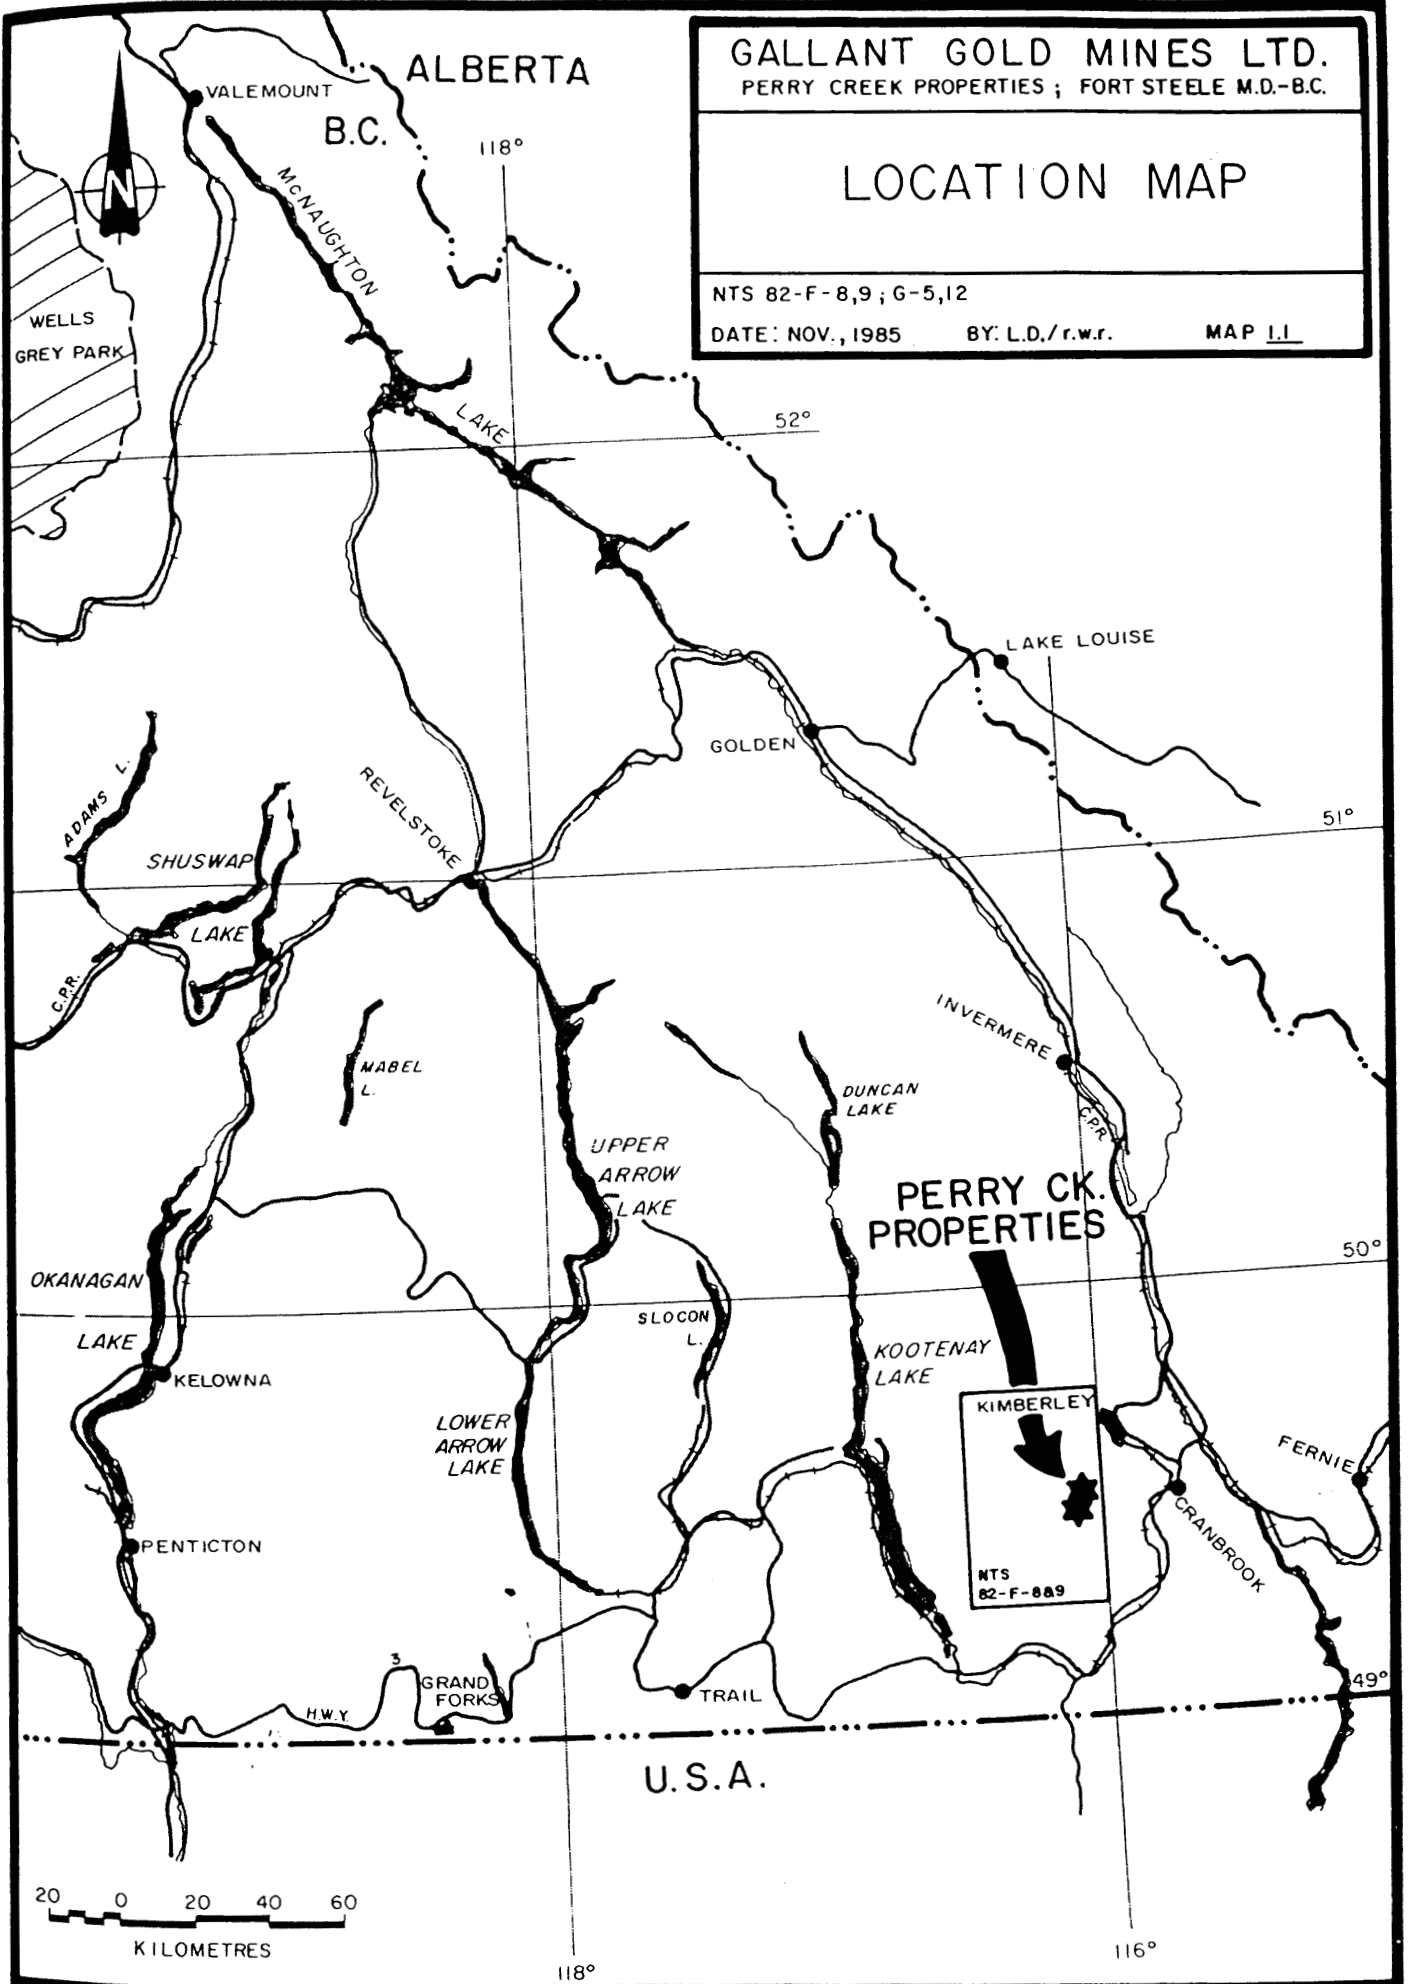 GALLANT GOLD MINES LTD.
PERRY CREEK PROPERTIES ; FORT STEELE M.D.-B.C.
LOCATION MAP
NTS 82-F-8,9 ; G-5,12
DATE: NOV., 1985 BY: L.D./r.w.r. MAP 1.1
ALBERTA
VALEMOUNT
B.C.
118°
N
McNAUGHTON
LAKE
WELLS
GREY PARK
52°
LAKE LOUISE
GOLDEN
REVELSTOKE
ADAMS L.
SHUSWAP
LAKE
51°
C.P.R.
MABEL
L.
INVERMERE
DUNCAN
LAKE
C.P.R.
UPPER
ARROW
LAKE
PERRY CK.
PROPERTIES
50°
OKANAGAN
LAKE
SLOCON
L.
KOOTENAY
LAKE
KELOWNA
KIMBERLEY
LOWER
ARROW
LAKE
FERNIE
CRANBROOK
PENTICTON
NTS
82-F-8&9
3
H.W.Y.
GRAND
FORKS
TRAIL
49°
U.S.A.
20 0 20 40 60
KILOMETRES
118°
116°